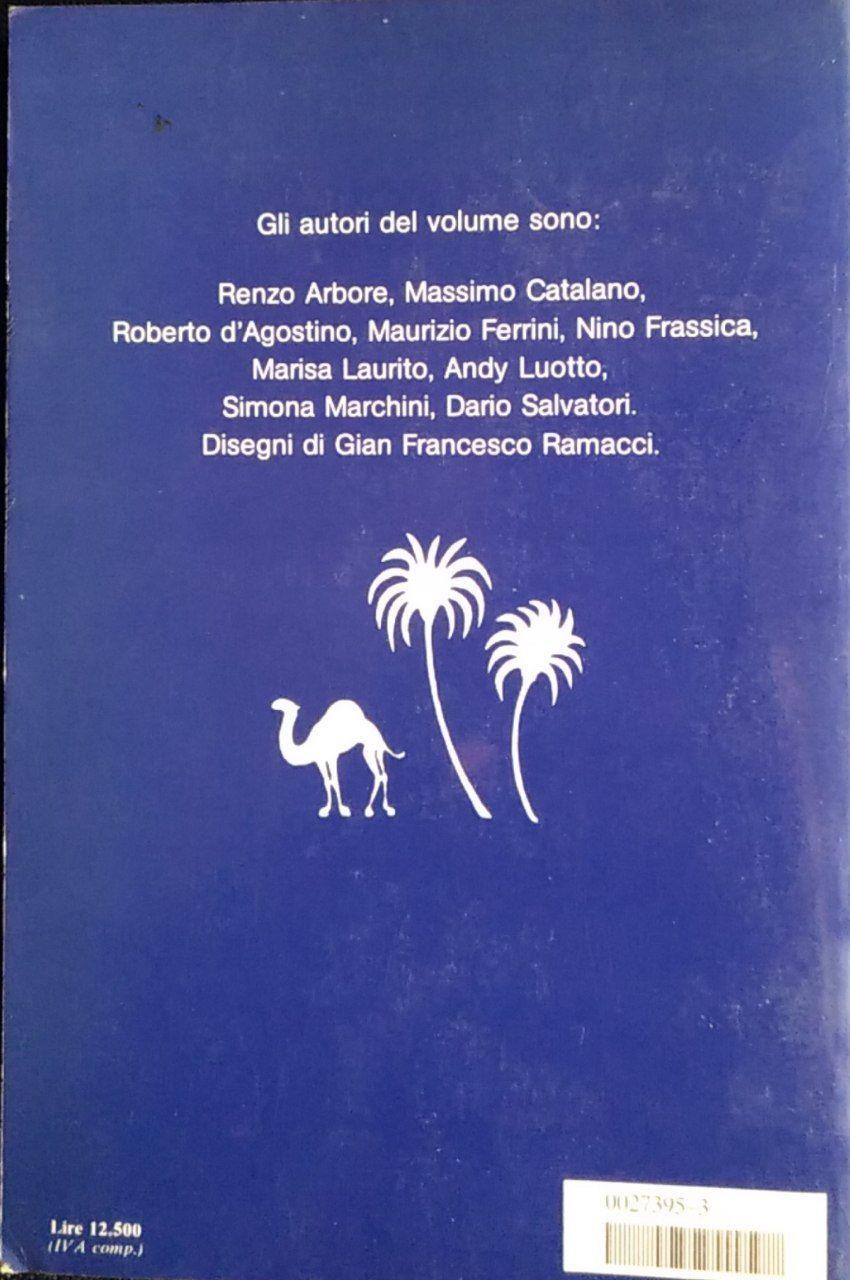 Gli autori del volume sono:
Renzo Arbore, Massimo Catalano,
Roberto d'Agostino, Maurizio Ferrini, Nino Frassica,
Marisa Laurito, Andy Luotto,
Simona Marchini, Dario Salvatori.
Disegni di Gian Francesco Ramacci.
Lire 12.500
(IVA comp.)
0027395-3